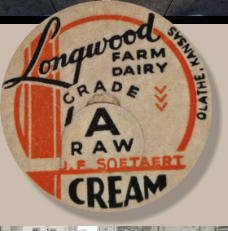 Longwood
FARM
DAIRY
GRADE
A
RAW
J.F. SOETAERT
CREAM
OLATHE - KANSAS